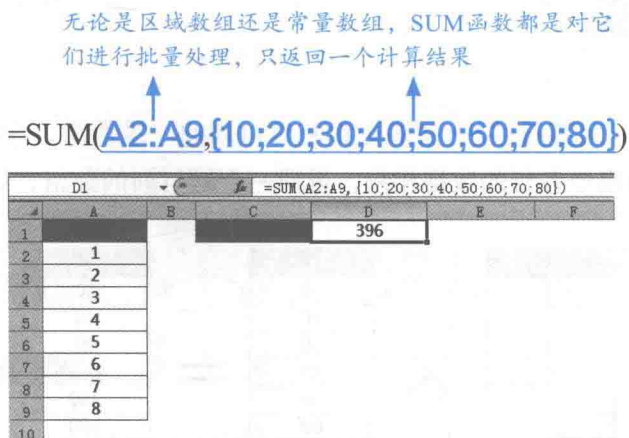 无论是区域数组还是常量数组，SUM函数都是对它
们进行批量处理，只返回一个计算结果
=SUM(A2:A9,{10;20;30;40;50;60;70;80})
D1 fx =SUM(A2:A9,{10;20;30;40;50;60;70;80})
A B C D E F
1 396
2 1
3 2
4 3
5 4
6 5
7 6
8 7
9 8
10